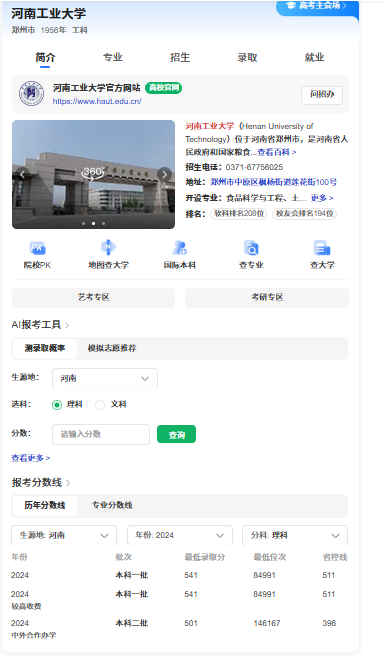 河南工业大学
高考主会场 >
郑州市 1956年 工科
简介 专业 招生 录取 就业
河南工业大学官方网站 高校官网
https://www.haut.edu.cn/
问招办
河南工业大学（Henan University of
Technology）位于河南省郑州市，是河南省人
民政府和国家粮食...查看百科 >
招生电话：0371-67756025
地址：郑州市中原区枫杨街道莲花街100号
开设专业：食品科学与工程、土... 更多 >
排名：软科排名208位 校友会排名194位
360°
院校PK 地图查大学 国际本科 查专业 查大学
艺考专区 考研专区
AI报考工具 >
测录取概率 模拟志愿推荐
生源地： 河南
选科： 理科 文科
分数： 请输入分数 查询
查看更多 >
报考分数线 >
历年分数线 专业分数线
生源地: 河南 年份: 2024 分科: 理科
年份 批次 最低录取分 最低位次 省控线
2024 本科一批 541 84991 511
2024 本科一批 541 84991 511
较高收费
2024 本科二批 501 146167 396
中外合作办学